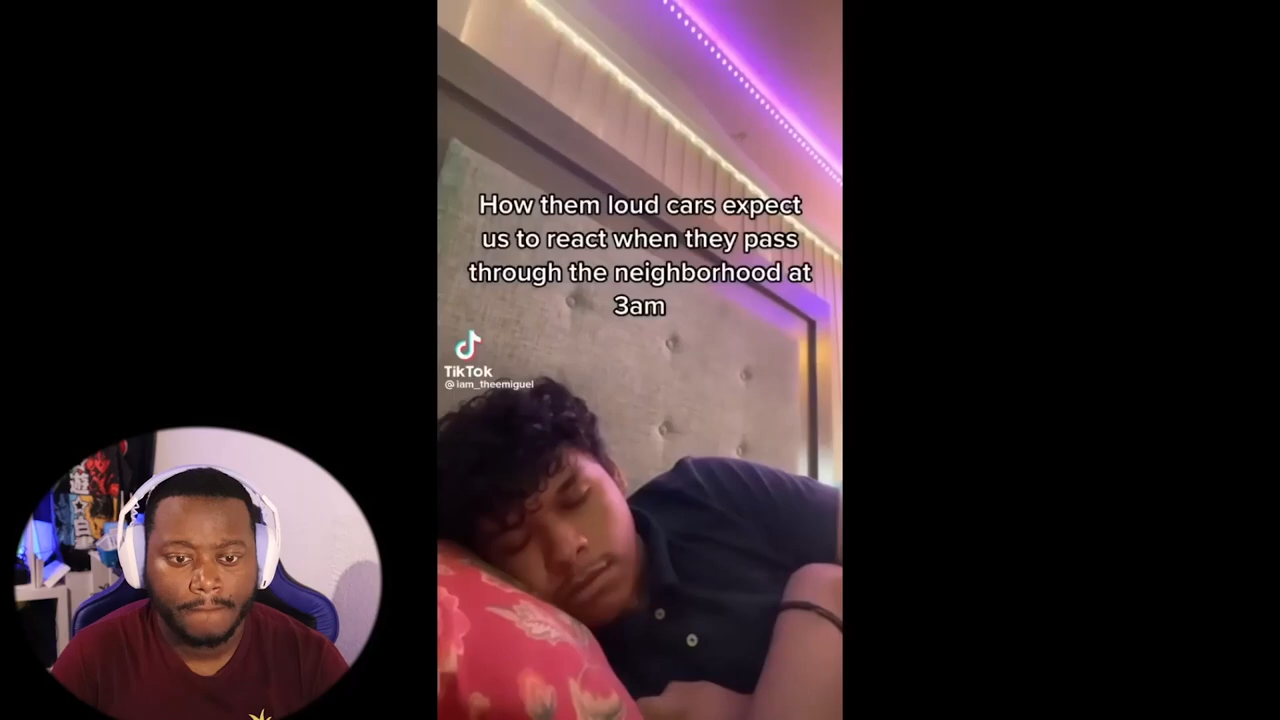 How them loud cars expect
us to react when they pass
through the neighborhood at
3am
TikTok
@iam_theemiguel